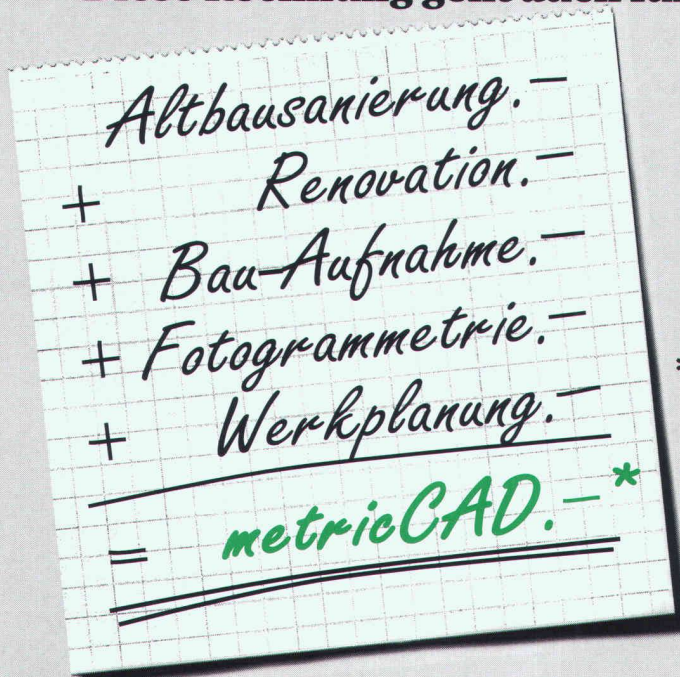 Altbausanierung.–
+ Renovation.–
+ Bau-Aufnahme.–
+ Fotogrammetrie.–
+ Werkplanung.–
= metricCAD.–*